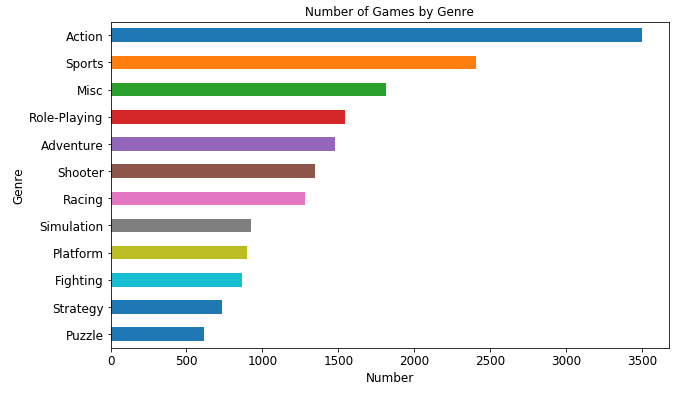 Number of Games by Genre
Genre
Action
Sports
Misc
Role-Playing
Adventure
Shooter
Racing
Simulation
Platform
Fighting
Strategy
Puzzle
0 500 1000 1500 2000 2500 3000 3500
Number